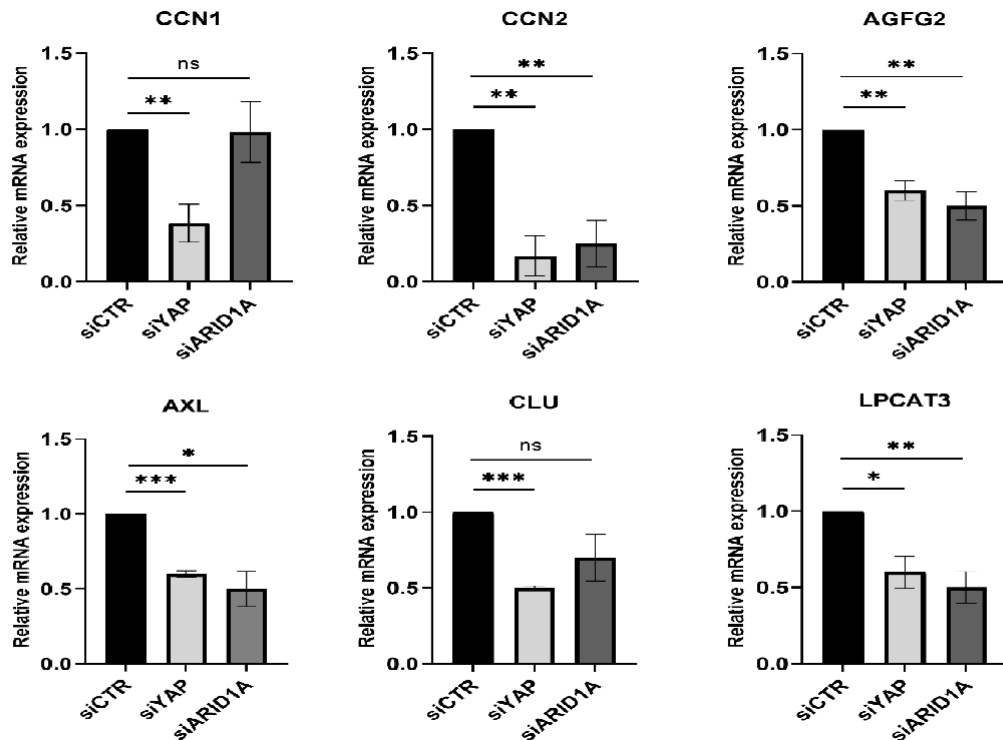 CCN1
Relative mRNA expression
1.5
1.0
0.5
0.0
ns
**
siCTR
siYAP
siARID1A
CCN2
Relative mRNA expression
1.5
1.0
0.5
0.0
**
**
siCTR
siYAP
siARID1A
AGFG2
Relative mRNA expression
1.5
1.0
0.5
0.0
**
**
siCTR
siYAP
siARID1A
AXL
Relative mRNA expression
1.5
1.0
0.5
0.0
*
***
siCTR
siYAP
siARID1A
CLU
Relative mRNA expression
1.5
1.0
0.5
0.0
ns
***
siCTR
siYAP
siARID1A
LPCAT3
Relative mRNA expression
1.5
1.0
0.5
0.0
**
*
siCTR
siYAP
siARID1A